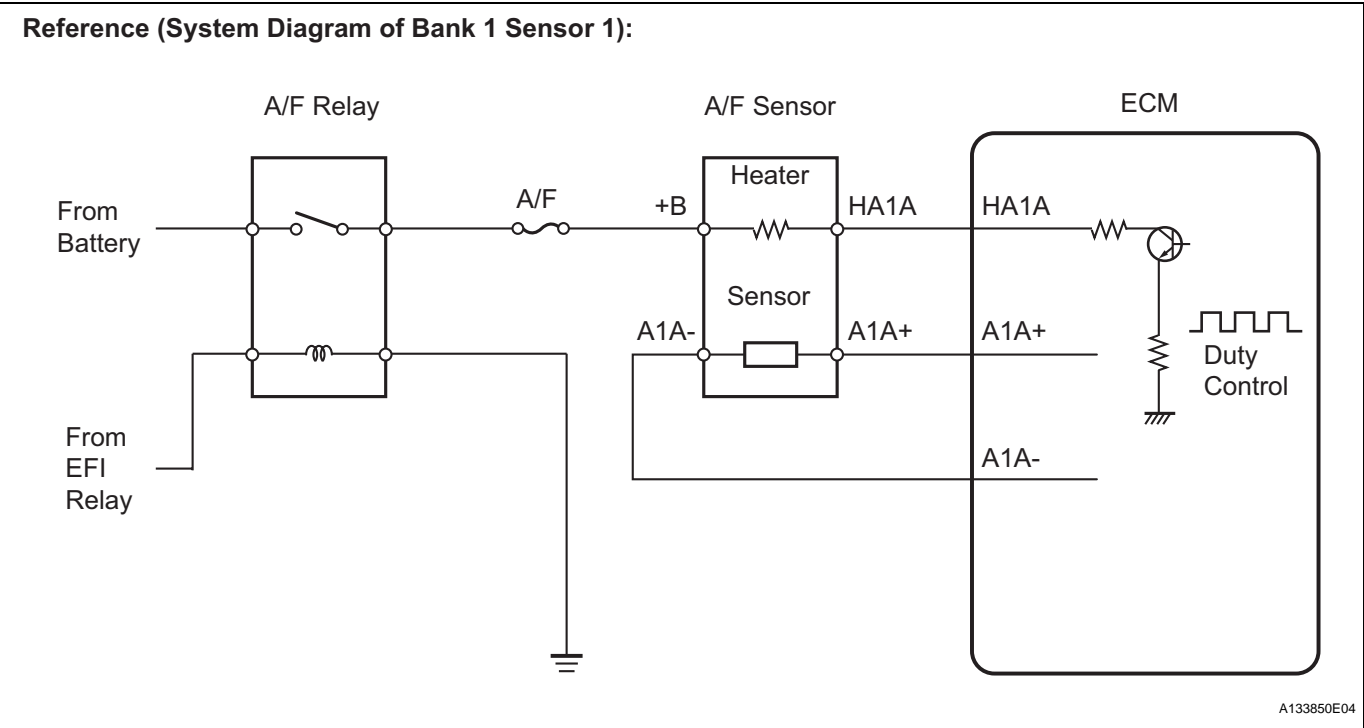 Reference (System Diagram of Bank 1 Sensor 1):
A/F Relay
A/F Sensor
ECM
From
Battery
A/F
+B
Heater
HA1A
HA1A
Sensor
A1A-
A1A+
A1A+
Duty
Control
From
EFI
Relay
A1A-
A133850E04